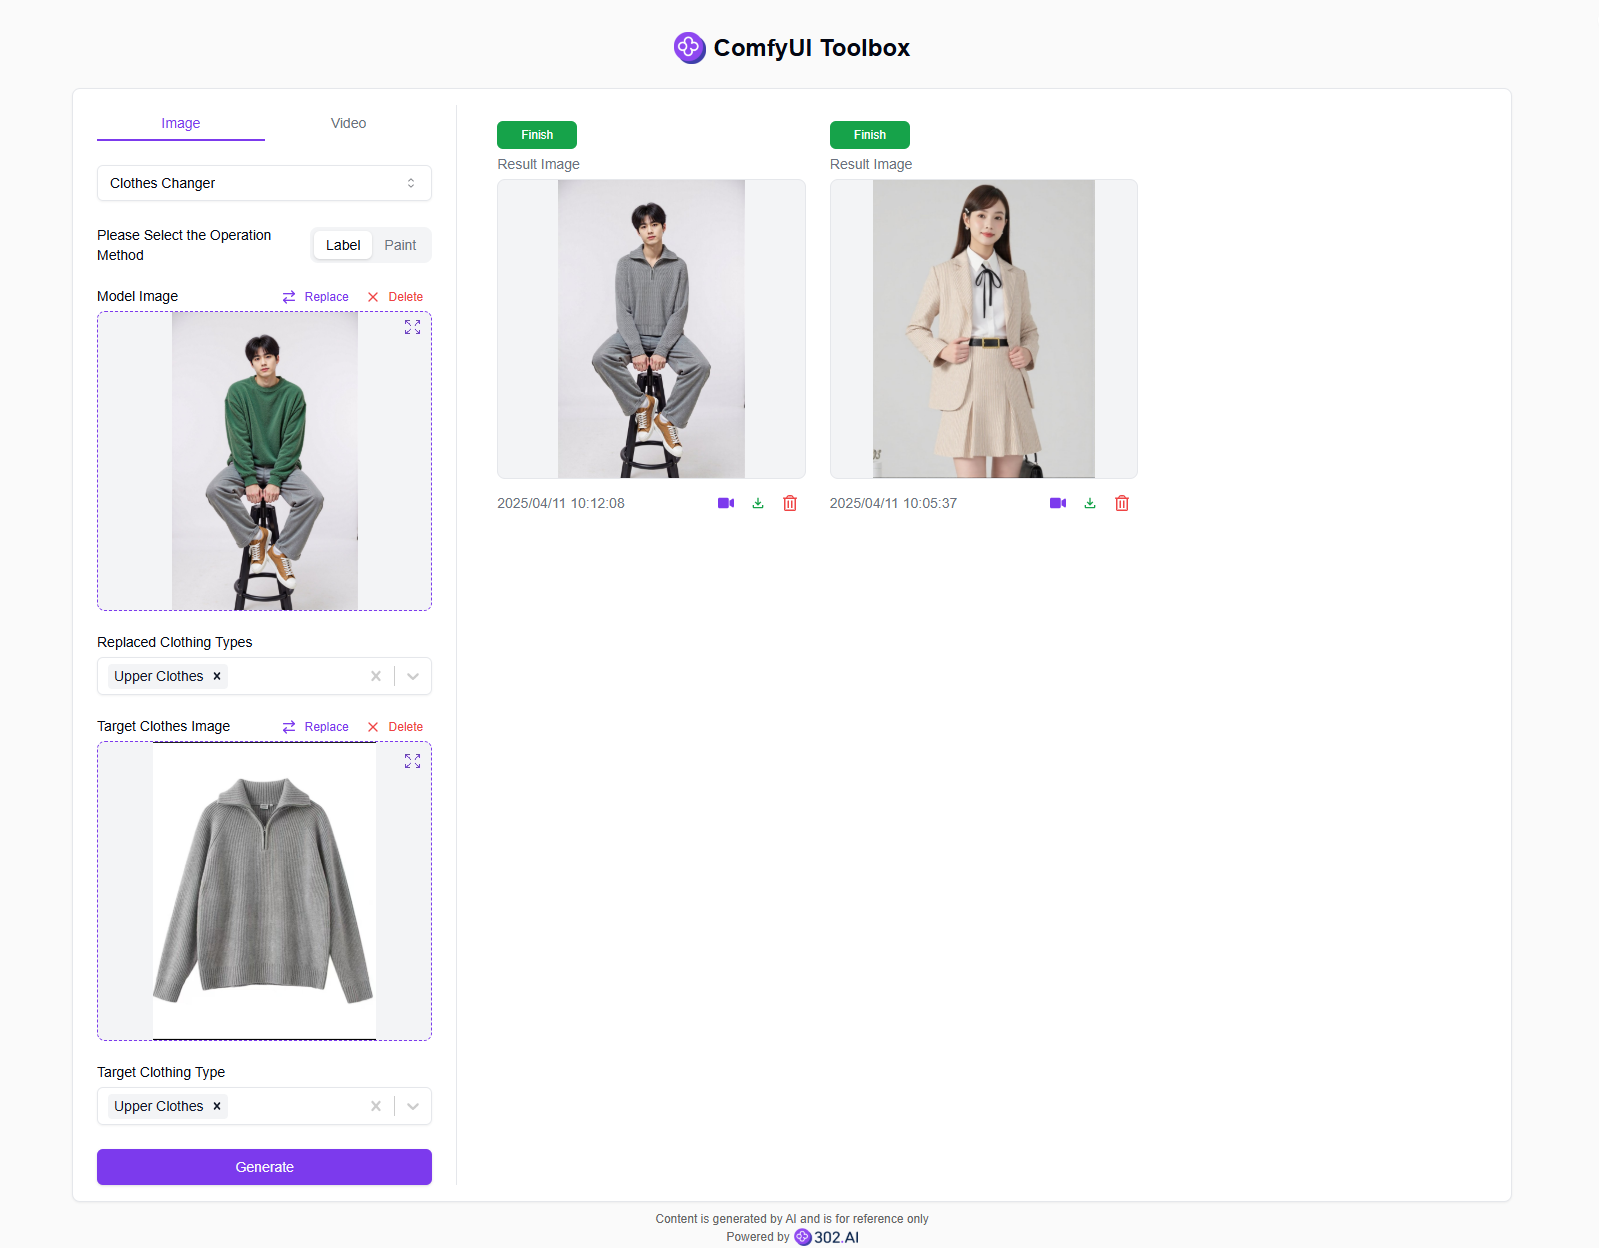 ComfyUI Toolbox
Image
Video
Clothes Changer
Please Select the Operation
Method
Label
Paint
Model Image
Replace
Delete
Replaced Clothing Types
Upper Clothes
Target Clothes Image
Replace
Delete
Target Clothing Type
Upper Clothes
Generate
Finish
Result Image
2025/04/11 10:12:08
Finish
Result Image
2025/04/11 10:05:37
Content is generated by AI and is for reference only
Powered by 302.AI